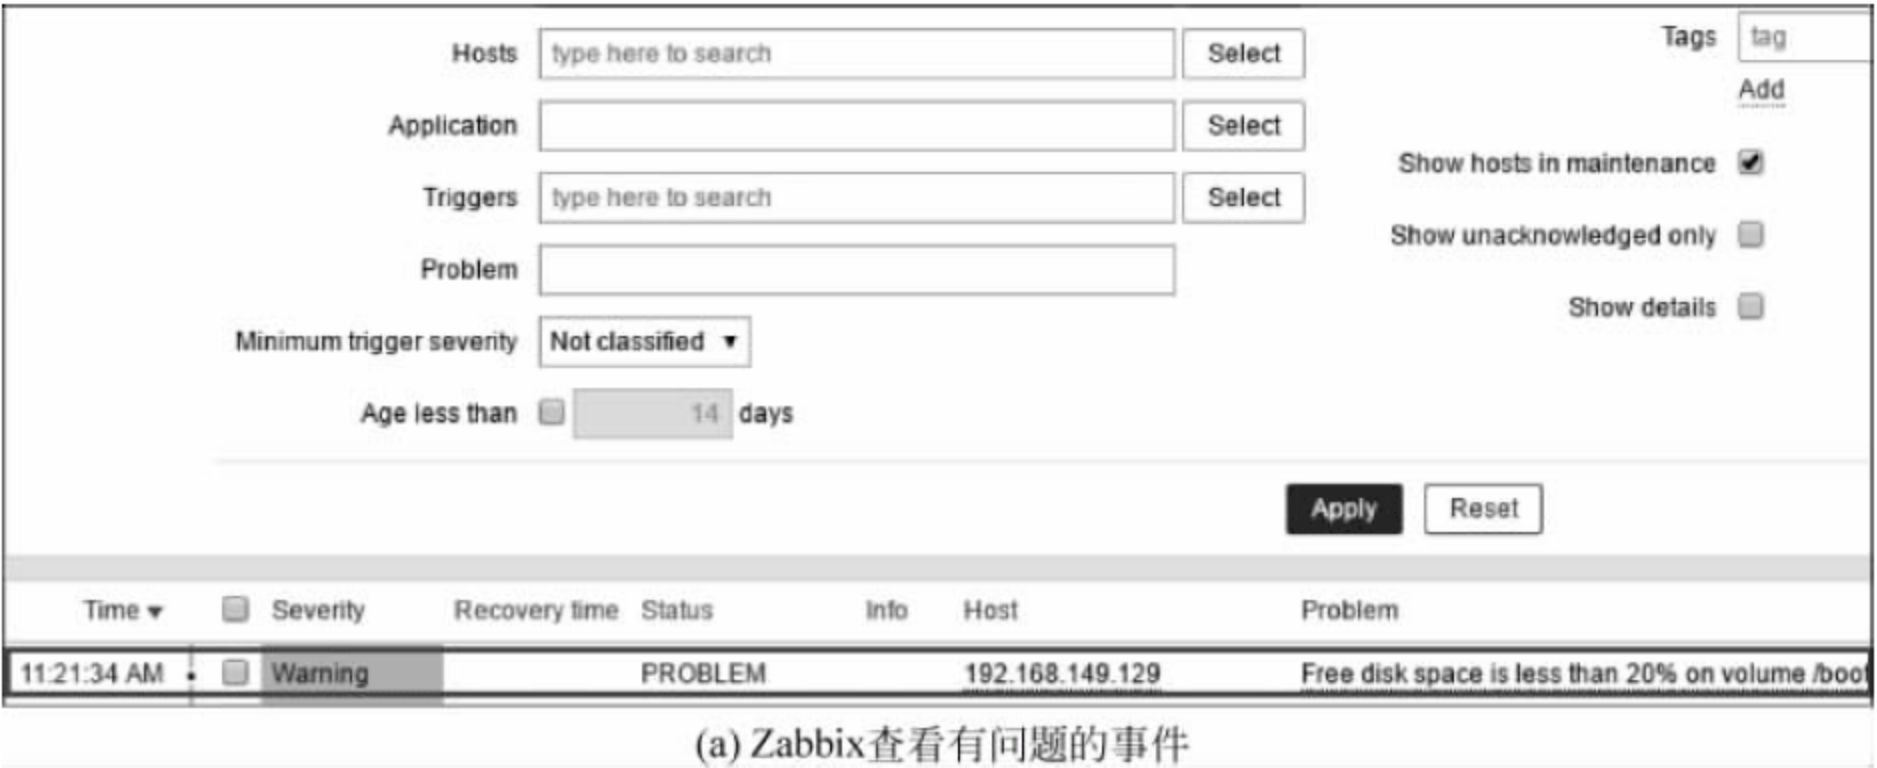 Hosts type here to search Select
Tags tag
Add
Application Select
Show hosts in maintenance
Triggers type here to search Select
Show unacknowledged only
Problem
Show details
Minimum trigger severity Not classified ▼
Age less than 14 days
Apply Reset
Time ▼ Severity Recovery time Status Info Host Problem
11:21:34 AM Warning PROBLEM 192.168.149.129 Free disk space is less than 20% on volume /boot
(a) Zabbix查看有问题的事件